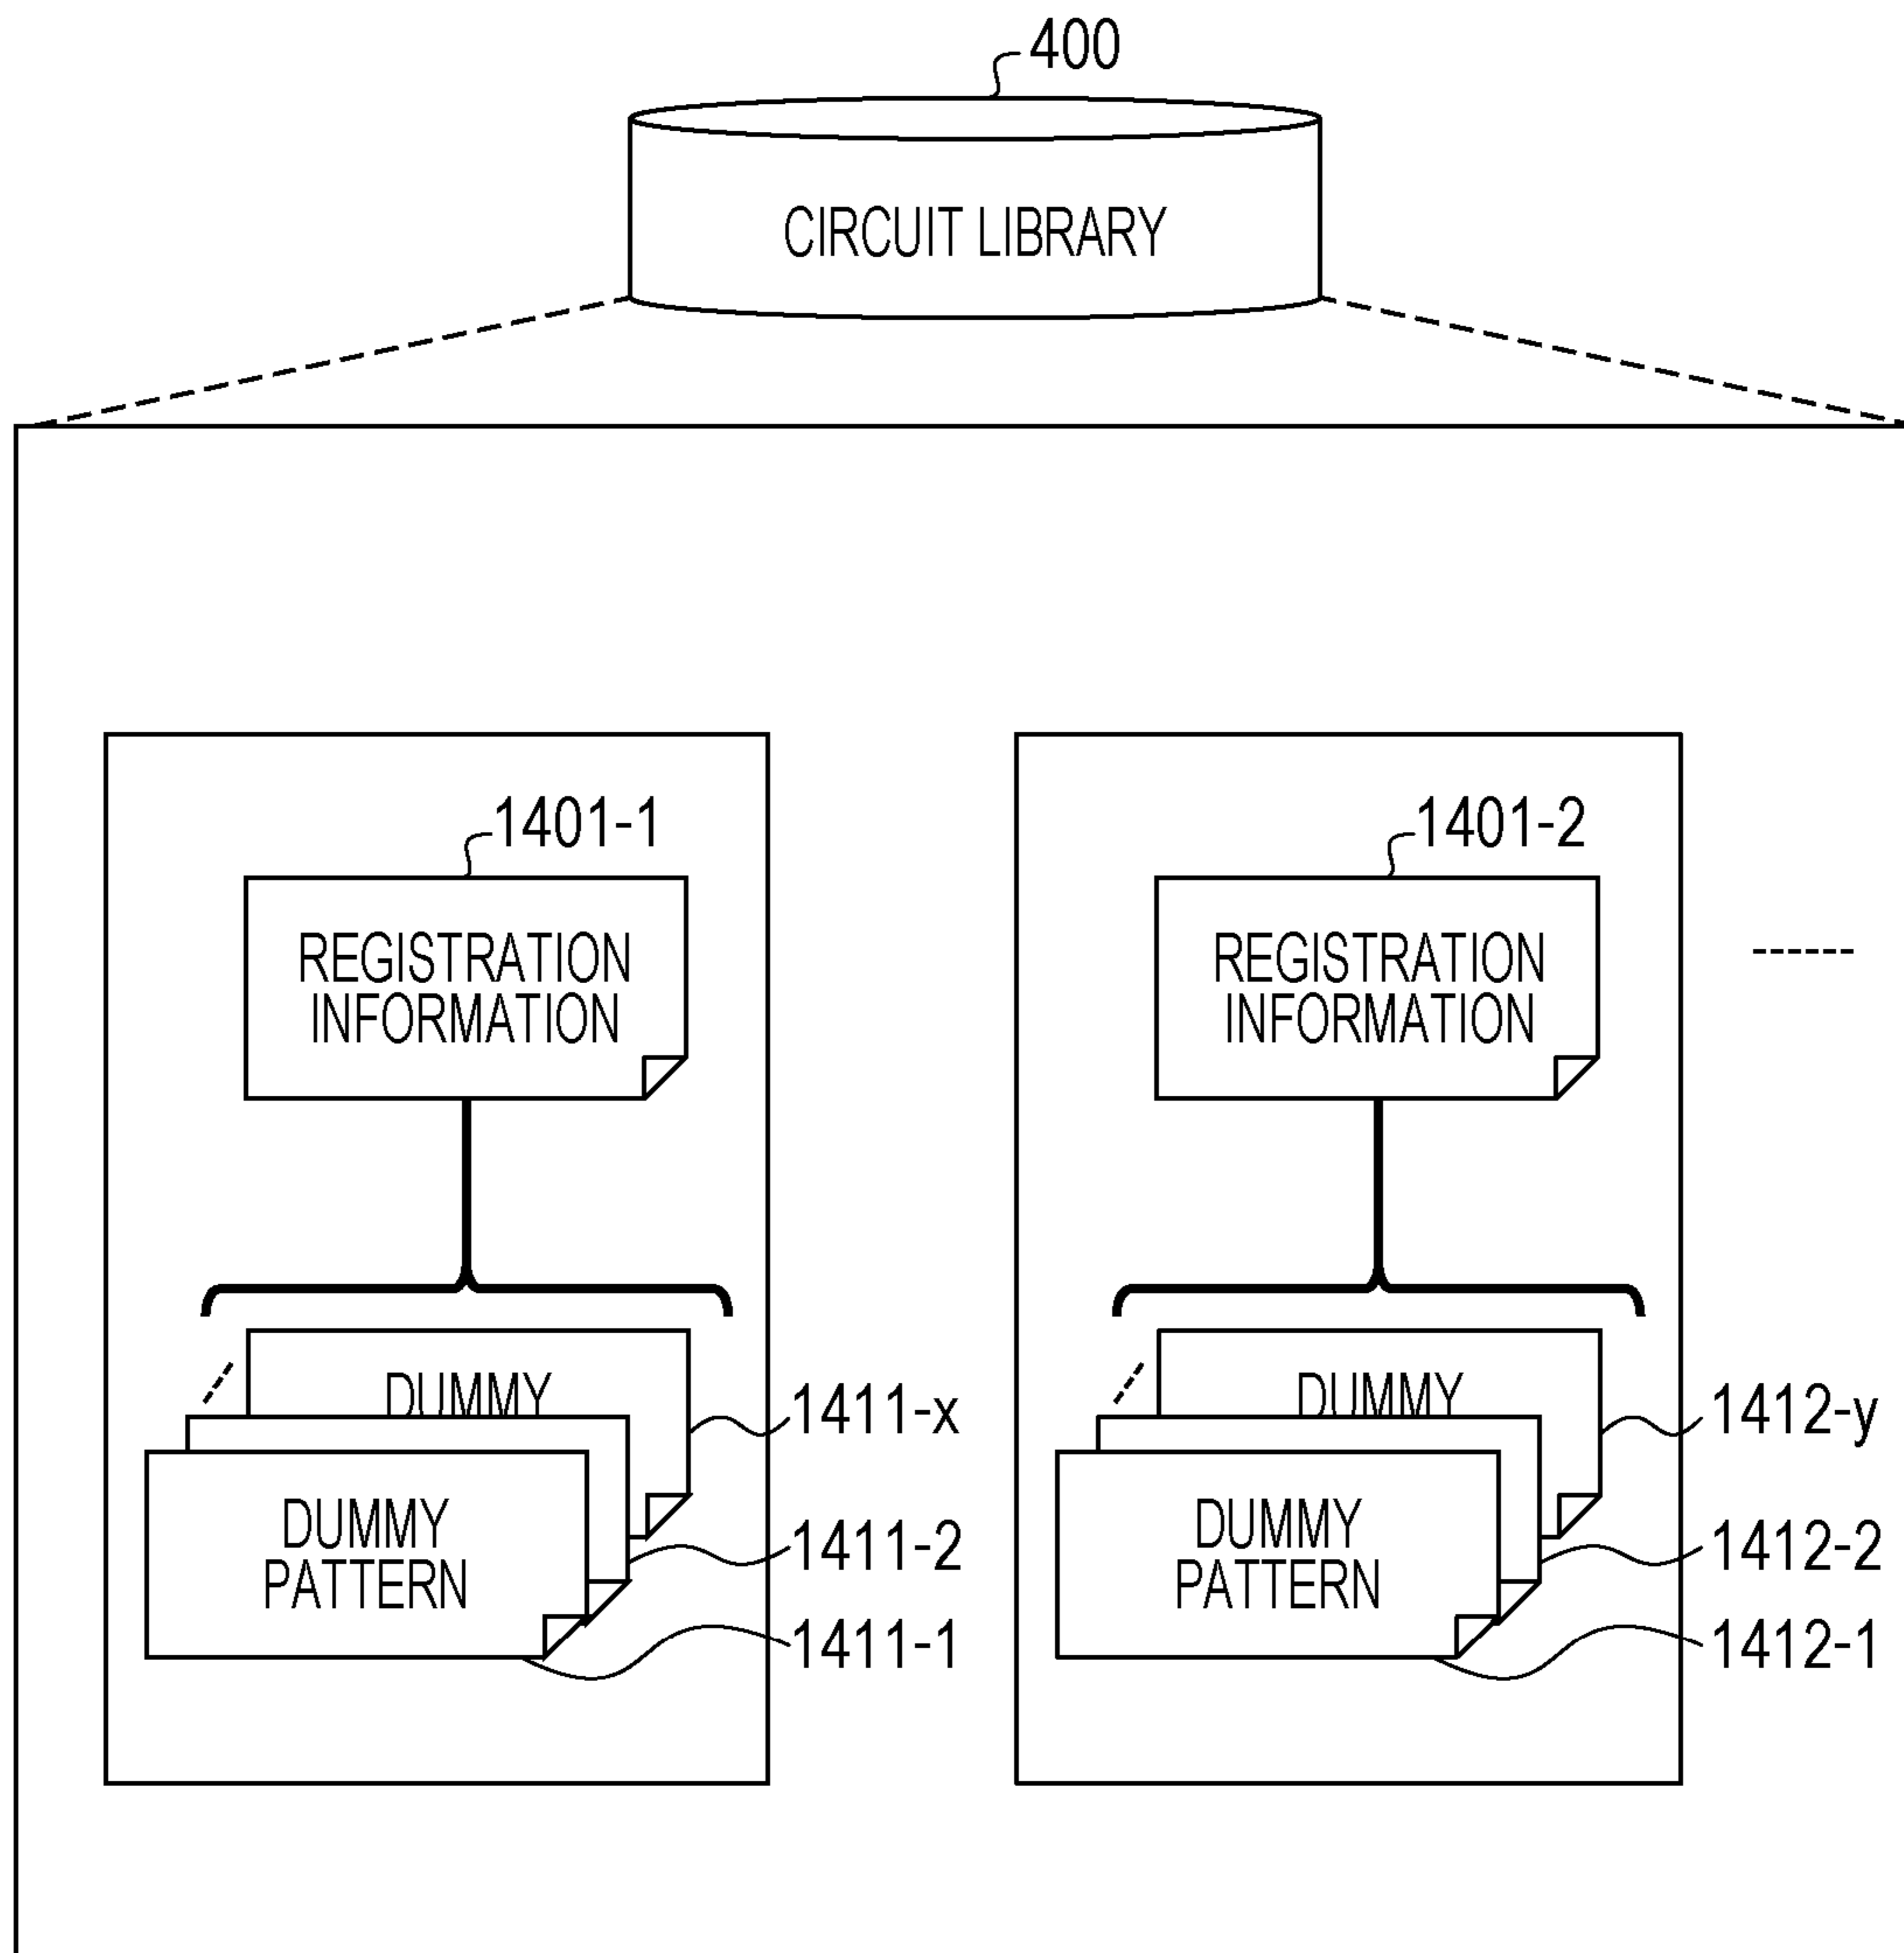 400
CIRCUIT LIBRARY
1401-1
REGISTRATION
INFORMATION
1401-2
REGISTRATION
INFORMATION
------
DUMMY
1411-x
DUMMY
PATTERN
1411-2
1411-1
DUMMY
1412-y
DUMMY
PATTERN
1412-2
1412-1